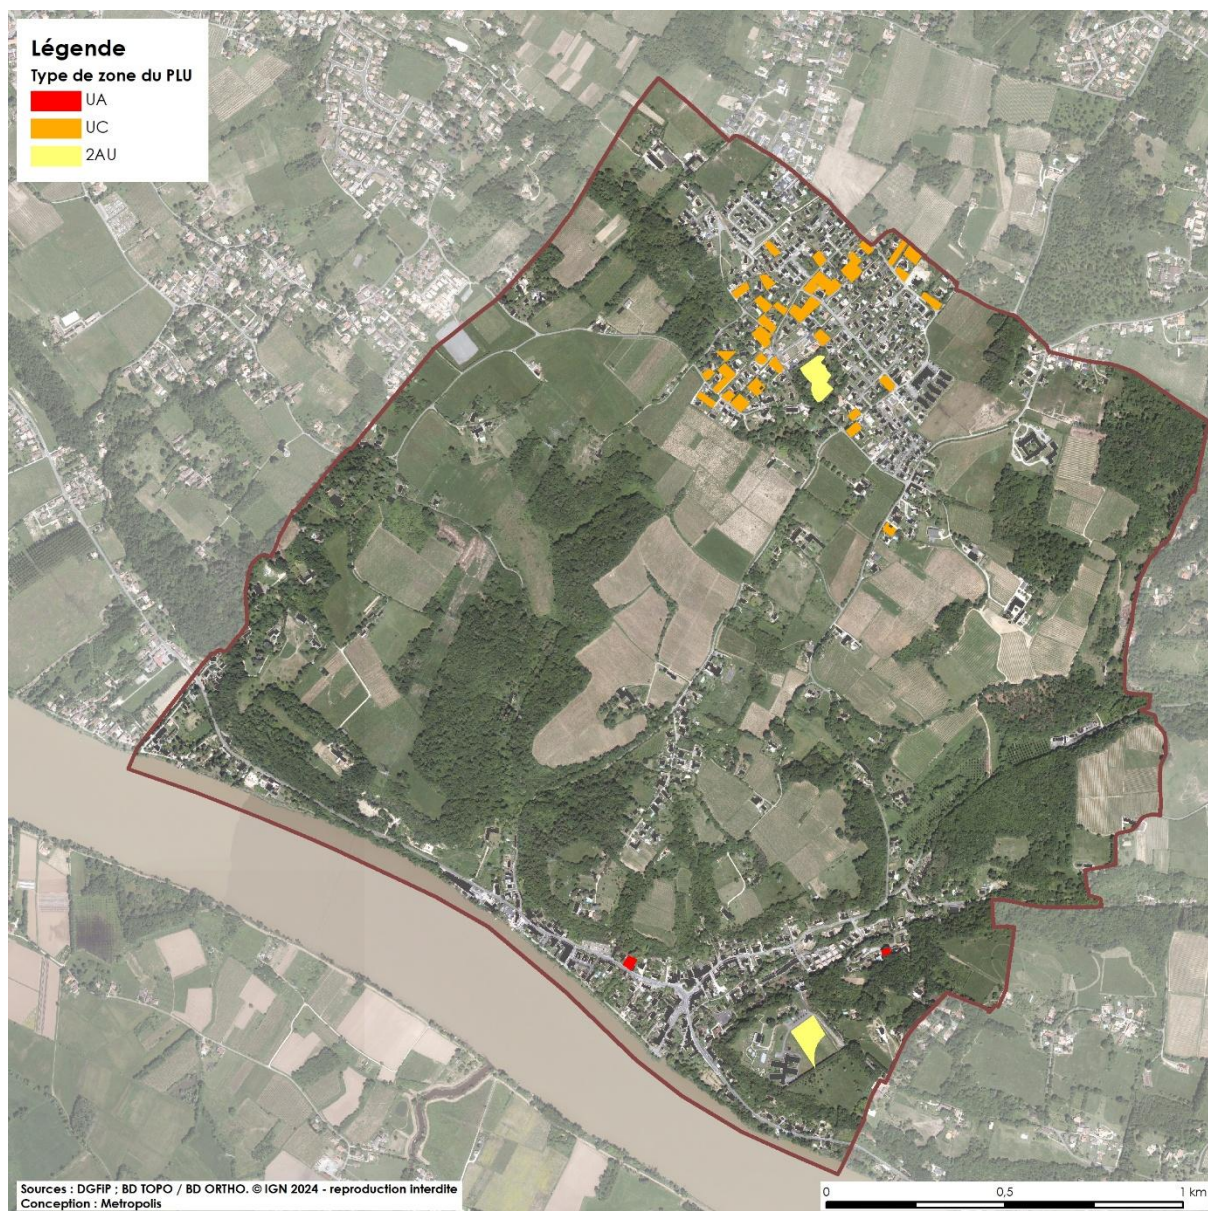 Légende
Type de zone du PLU
UA
UC
2AU
Sources : DGFIP ; BD TOPO / BD ORTHO. © IGN 2024 - reproduction interdite
Conception : Metropolis
0 0,5 1 km